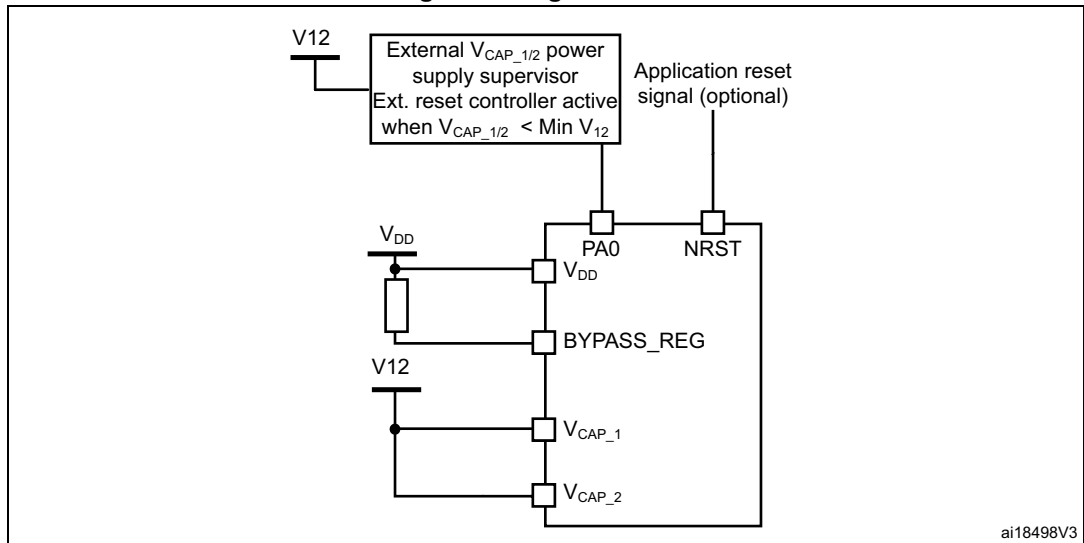 V12
External VCAP_1/2 power
supply supervisor
Ext. reset controller active
when VCAP_1/2 < Min V12
Application reset
signal (optional)
PA0
NRST
VDD
VDD
BYPASS_REG
V12
VCAP_1
VCAP_2
ai18498V3